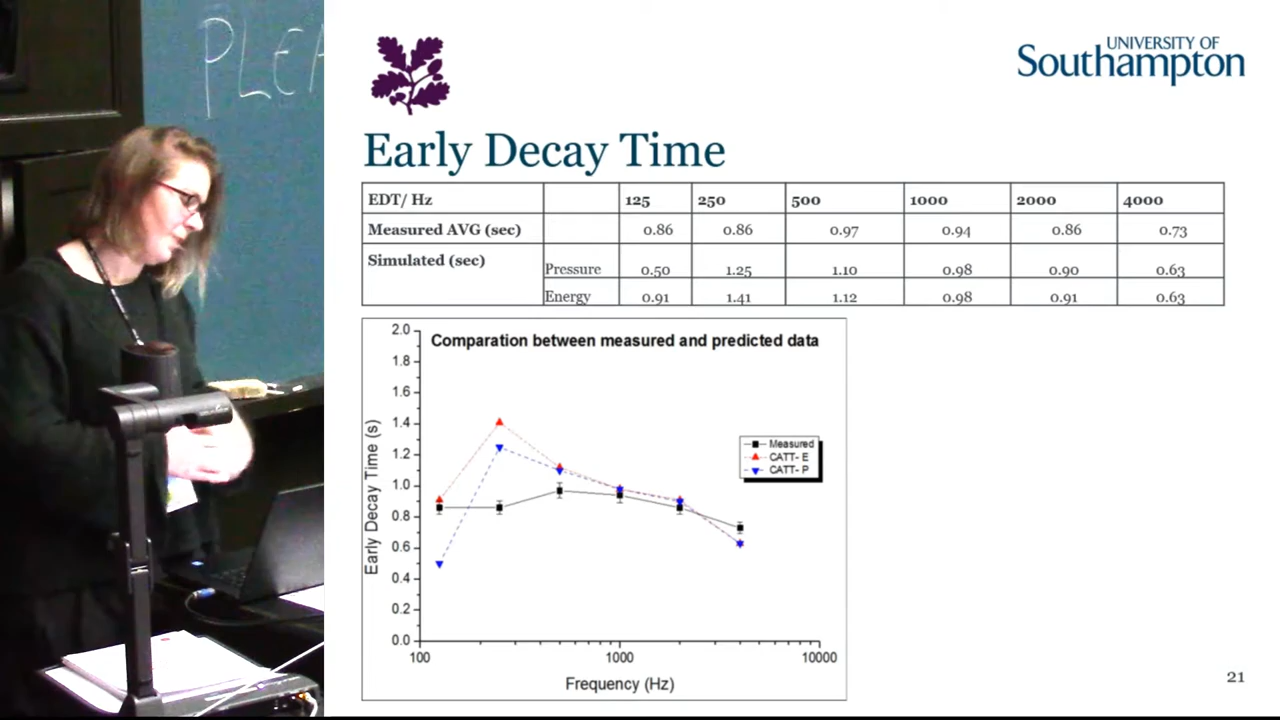 PLEA
UNIVERSITY OF
Southampton
Early Decay Time
EDT/ Hz 125 250 500 1000 2000 4000
Measured AVG (sec) 0.86 0.86 0.97 0.94 0.86 0.73
Simulated (sec) Pressure 0.50 1.25 1.10 0.98 0.90 0.63
Energy 0.91 1.41 1.12 0.98 0.91 0.63
Comparation between measured and predicted data
2.0
1.8
1.6
1.4
1.2
1.0
0.8
0.6
0.4
0.2
0.0
Early Decay Time (s)
Measured
CATT- E
CATT- P
100 1000 10000
Frequency (Hz)
21